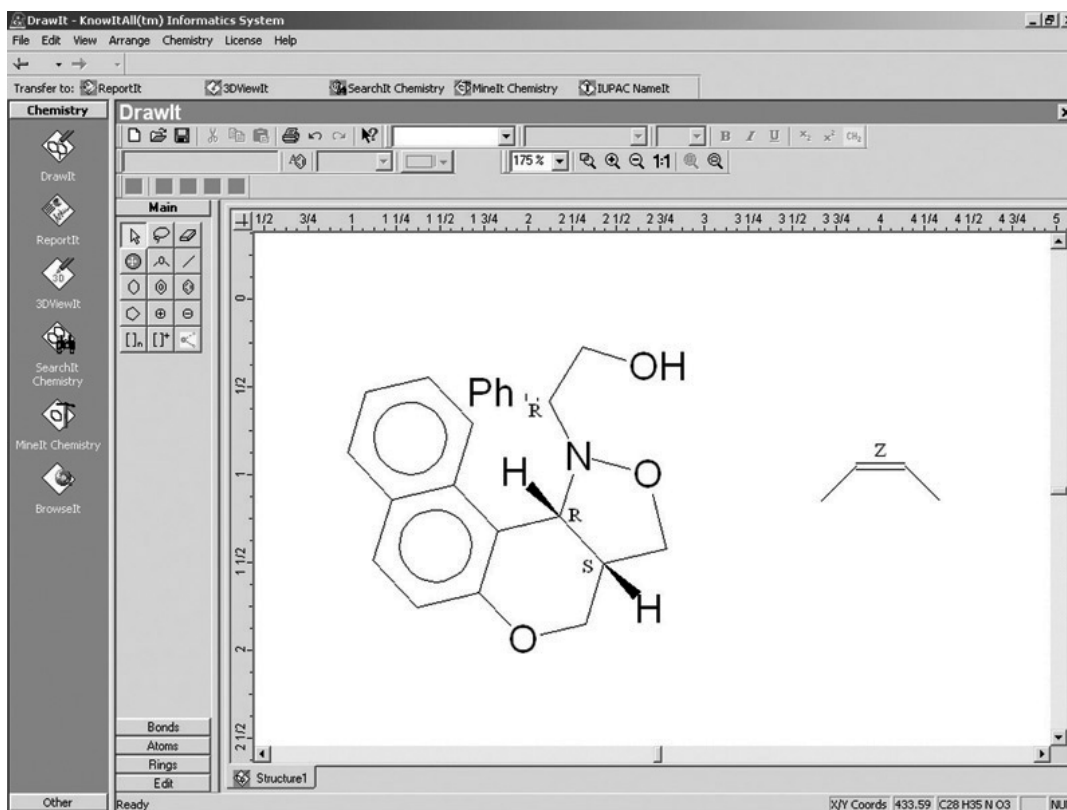 DrawIt - KnowItAll(tm) Informatics System
File Edit View Arrange Chemistry License Help
Transfer to: ReportIt 3DViewIt SearchIt Chemistry MineIt Chemistry IUPAC NameIt
Chemistry
DrawIt
ReportIt
3DViewIt
SearchIt
Chemistry
MineIt Chemistry
BrowseIt
Other
DrawIt
B I U x₂ x² CH₂
175% 1:1
Main
Bonds
Atoms
Rings
Edit
1/2 3/4 1 1 1/4 1 1/2 1 3/4 2 2 1/4 2 1/2 2 3/4 3 3 1/4 3 1/2 3 3/4 4 4 1/4 4 1/2 4 3/4 5
0
1/2
1
1 1/2
2
2 1/2
OH
Ph
R
N
O
H
R
S
H
O
Z
Structure1
Ready X/Y Coords 433.59 C28 H35 N O3